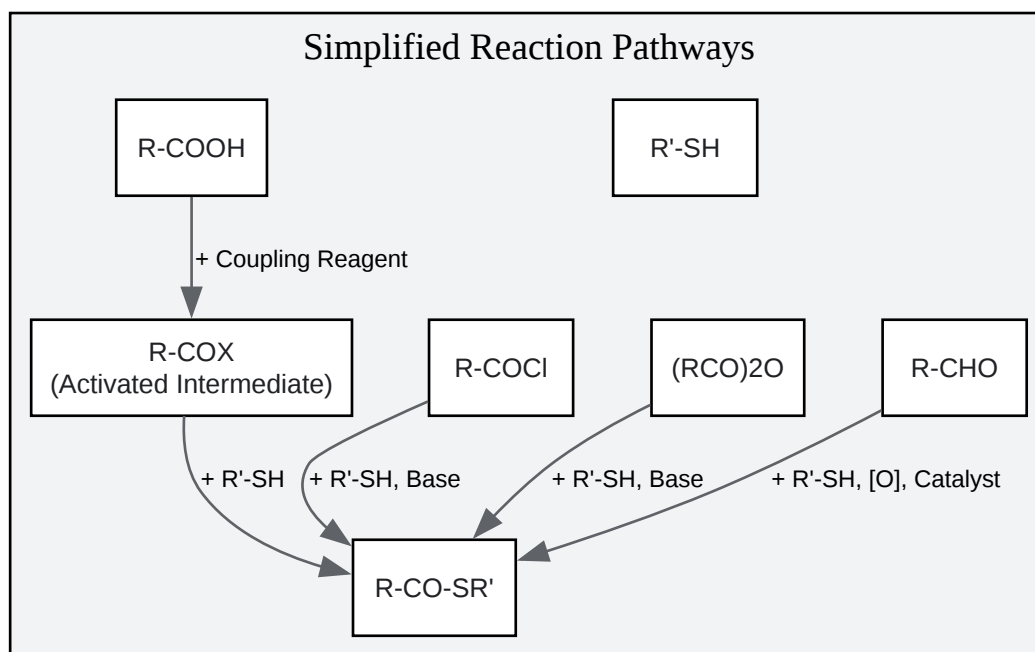 Simplified Reaction Pathways
R-COOH
R'-SH
+ Coupling Reagent
R-COX
(Activated Intermediate)
R-COCl
(RCO)2O
R-CHO
+ R'-SH
+ R'-SH, Base
+ R'-SH, Base
+ R'-SH, [O], Catalyst
R-CO-SR'